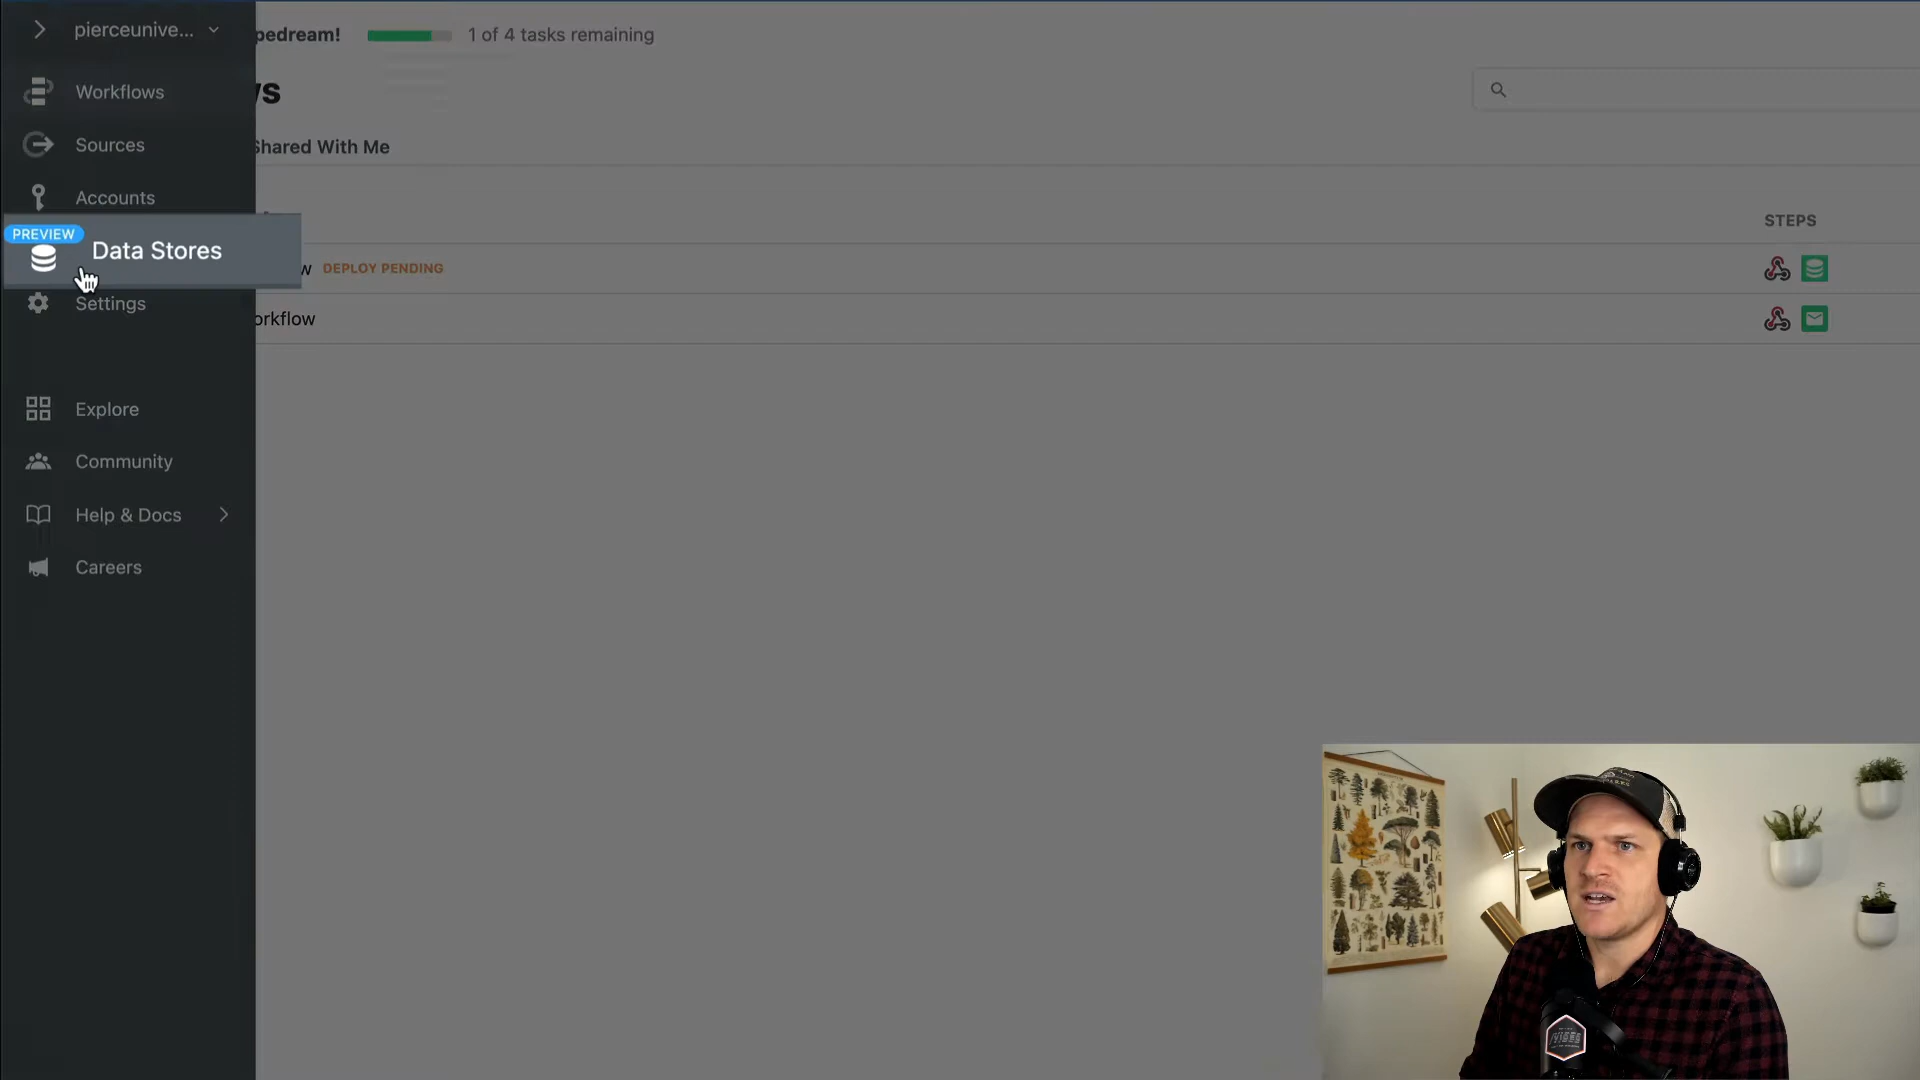 pierceunive...
pedream!
1 of 4 tasks remaining
Workflows
vs
Sources
Shared With Me
Accounts
STEPS
PREVIEW
Data Stores
w DEPLOY PENDING
Settings
orkflow
Explore
Community
Help & Docs
Careers